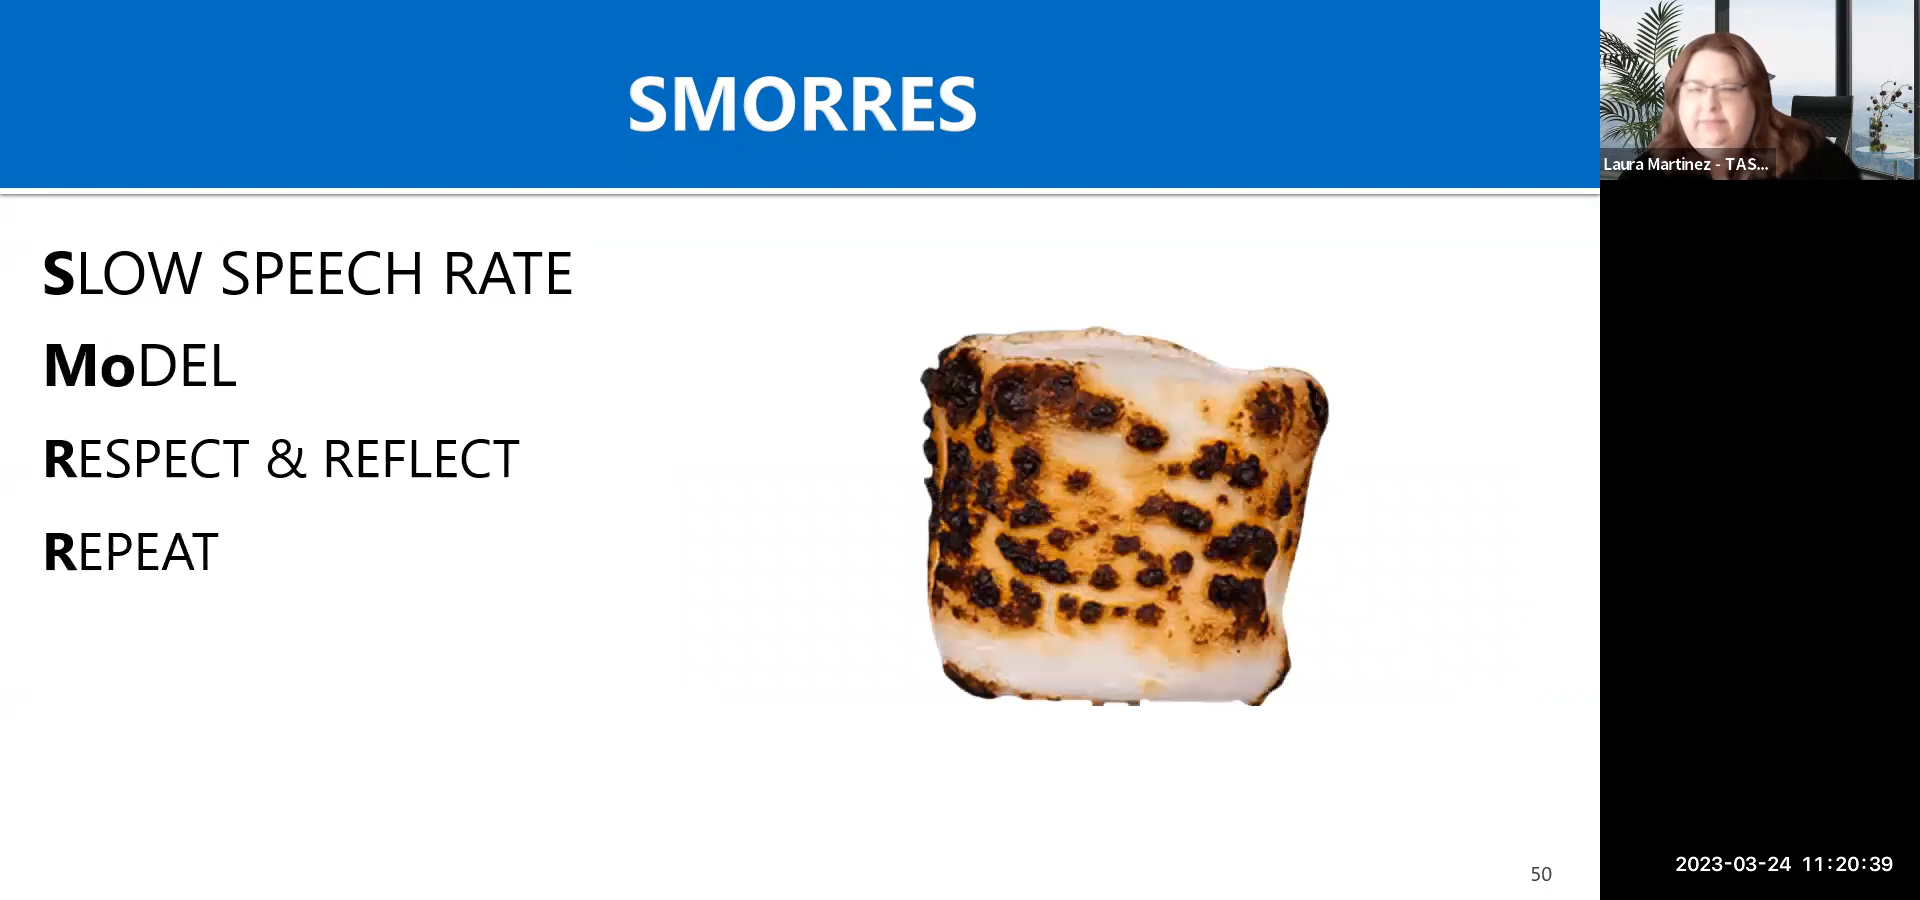 SMORRES
Laura Martinez - TAS...
SLOW SPEECH RATE
MoDEL
RESPECT & REFLECT
REPEAT
50
2023-03-24 11:20:39